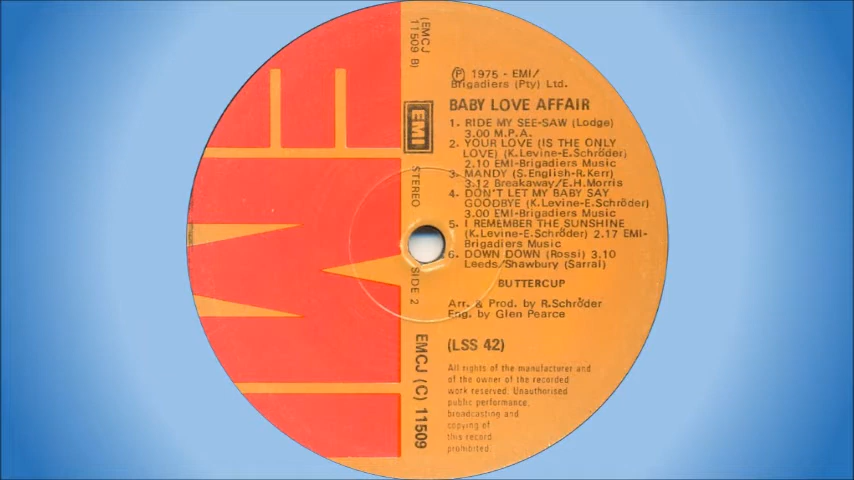 (EMCJ
11509 B)
EMI
STEREO
SIDE 2
EMCJ (C) 11509
Ⓟ 1975 - EMI/
Brigadiers (Pty) Ltd.
BABY LOVE AFFAIR
1. RIDE MY SEE-SAW (Lodge)
3.00 M.P.A.
2. YOUR LOVE (IS THE ONLY
LOVE) (K.Levine-E.Schröder)
2.10 EMI-Brigadiers Music
3. MANDY (S.English-R.Kerr)
3.12 Breakaway/E.H.Morris
4. DON'T LET MY BABY SAY
GOODBYE (K.Levine-E.Schröder)
3.00 EMI-Brigadiers Music
5. I REMEMBER THE SUNSHINE
(K.Levine-E.Schröder) 2.17 EMI-
Brigadiers Music
6. DOWN DOWN (Rossi) 3.10
Leeds/Shawbury (Sarral)
BUTTERCUP
Arr. & Prod. by R.Schröder
Eng. by Glen Pearce
(LSS 42)
All rights of the manufacturer and
of the owner of the recorded
work reserved. Unauthorised
public performance,
broadcasting and
copying of
this record
prohibited.
EMI